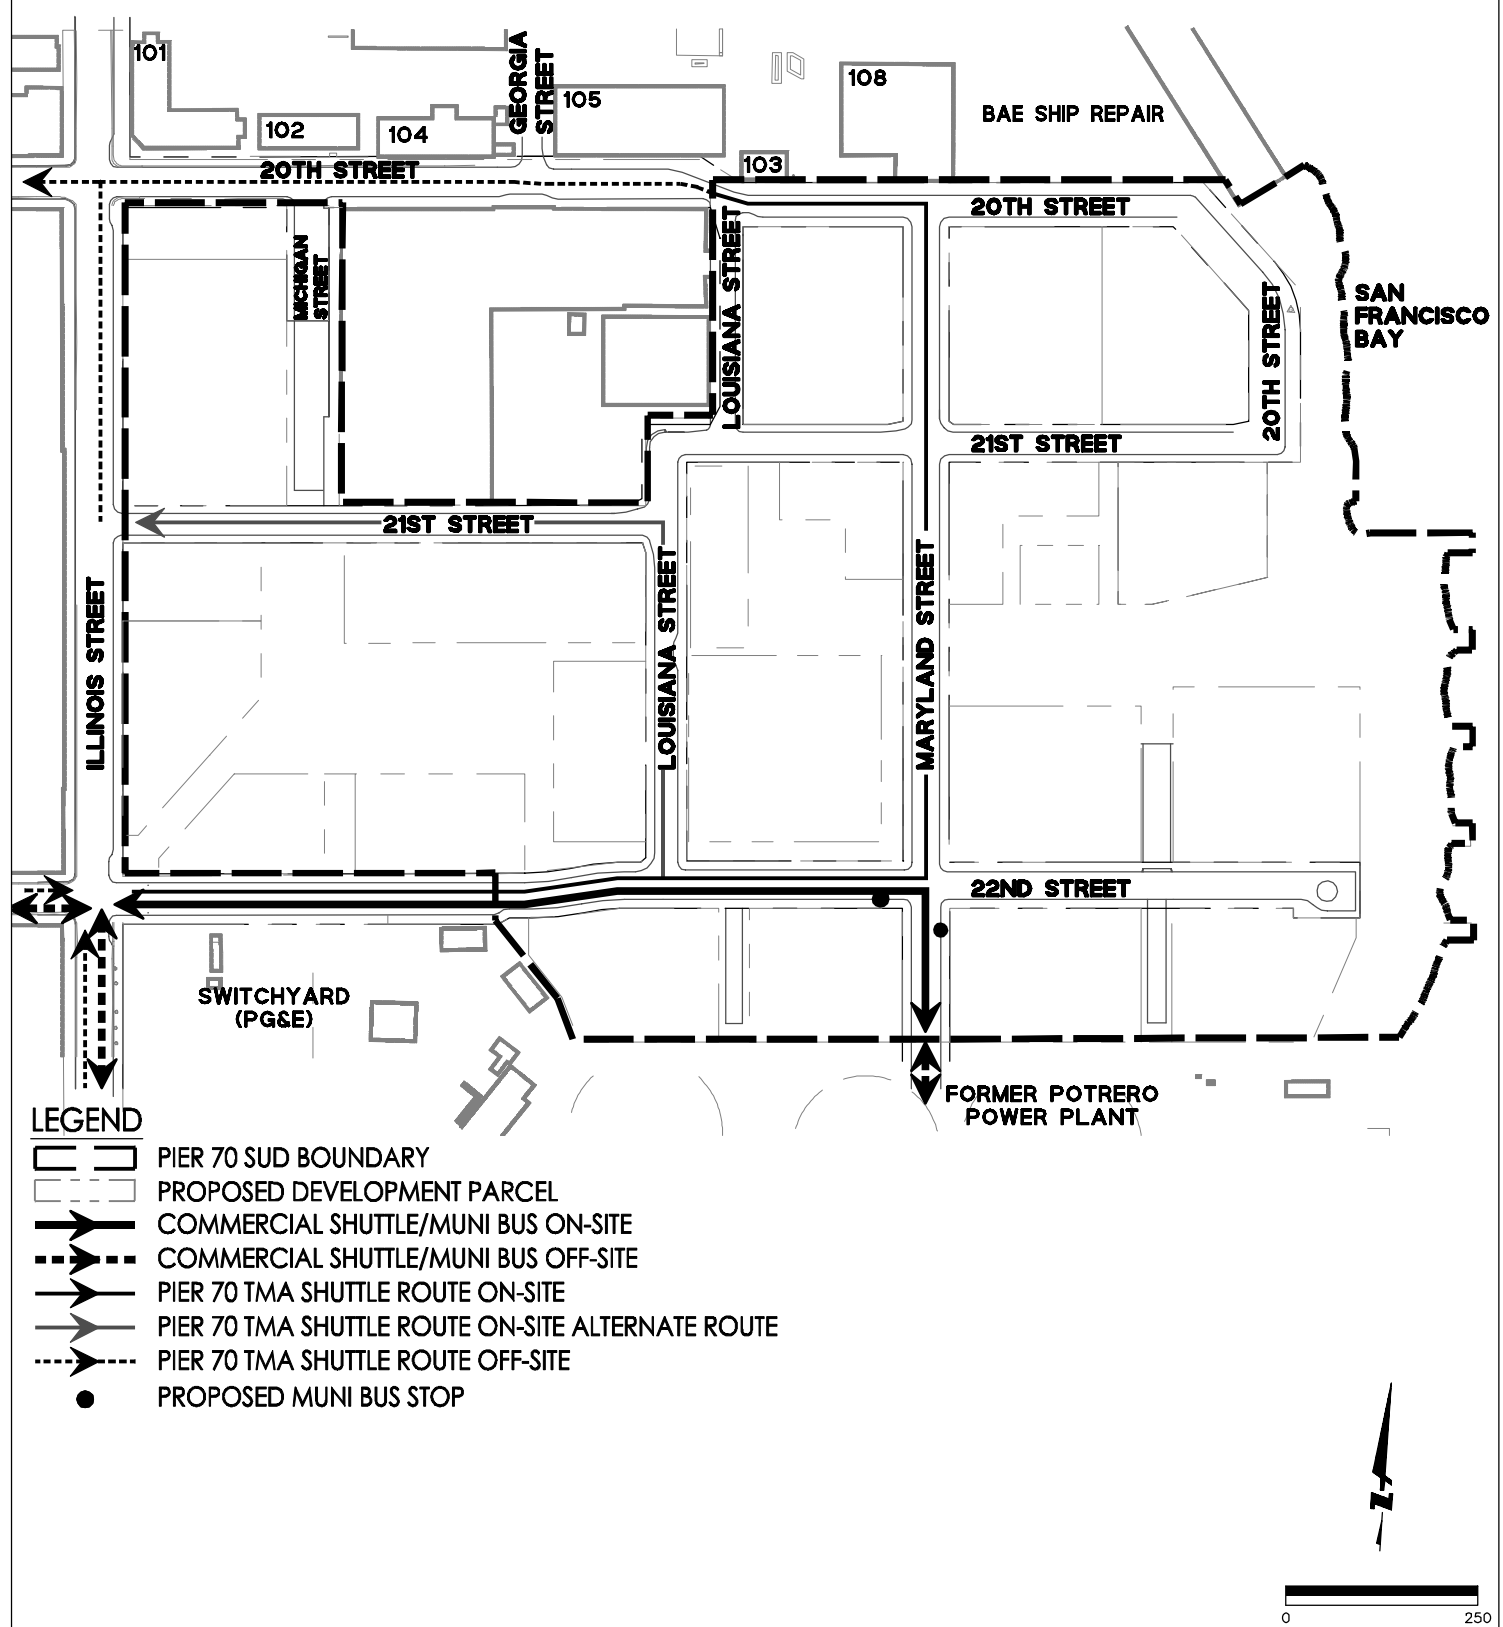 101
102
104
GEORGIA
STREET
105
108
BAE SHIP REPAIR
103
20TH STREET
20TH STREET
MICHIGAN
STREET
LOUISIANA STREET
20TH STREET
SAN
FRANCISCO
BAY
21ST STREET
21ST STREET
ILLINOIS STREET
LOUISIANA STREET
MARYLAND STREET
22ND STREET
SWITCHYARD
(PG&E)
FORMER POTRERO
POWER PLANT
LEGEND
PIER 70 SUD BOUNDARY
PROPOSED DEVELOPMENT PARCEL
COMMERCIAL SHUTTLE/MUNI BUS ON-SITE
COMMERCIAL SHUTTLE/MUNI BUS OFF-SITE
PIER 70 TMA SHUTTLE ROUTE ON-SITE
PIER 70 TMA SHUTTLE ROUTE ON-SITE ALTERNATE ROUTE
PIER 70 TMA SHUTTLE ROUTE OFF-SITE
PROPOSED MUNI BUS STOP
Z
0 250